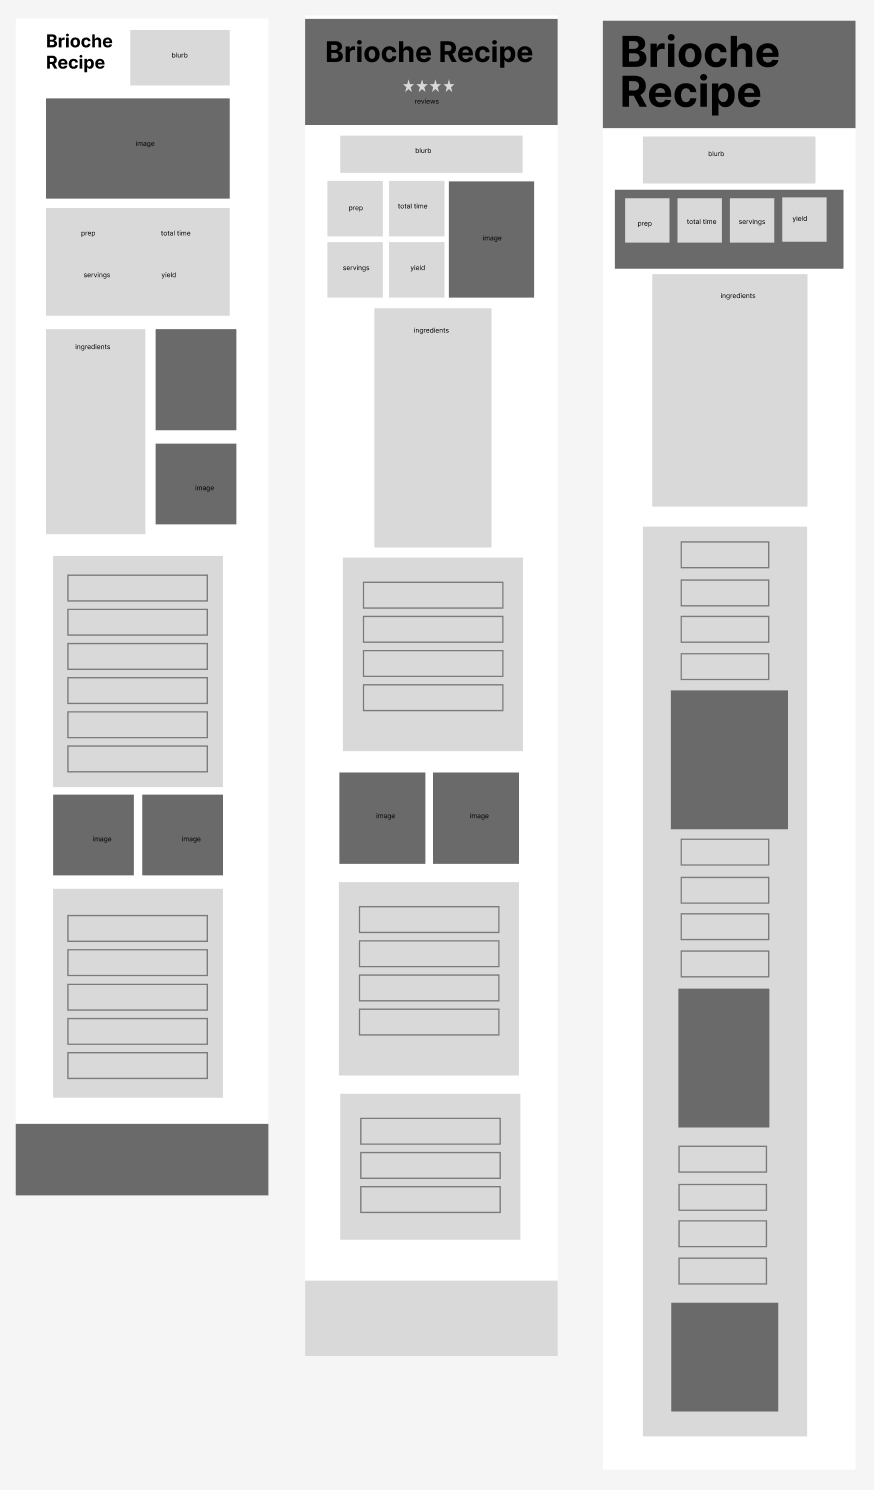 Brioche
Recipe
blurb
image
prep
total time
servings
yield
ingredients
image
image
image
Brioche Recipe
reviews
blurb
prep
total time
image
servings
yield
ingredients
image
image
Brioche
Recipe
blurb
prep
total time
servings
yield
ingredients